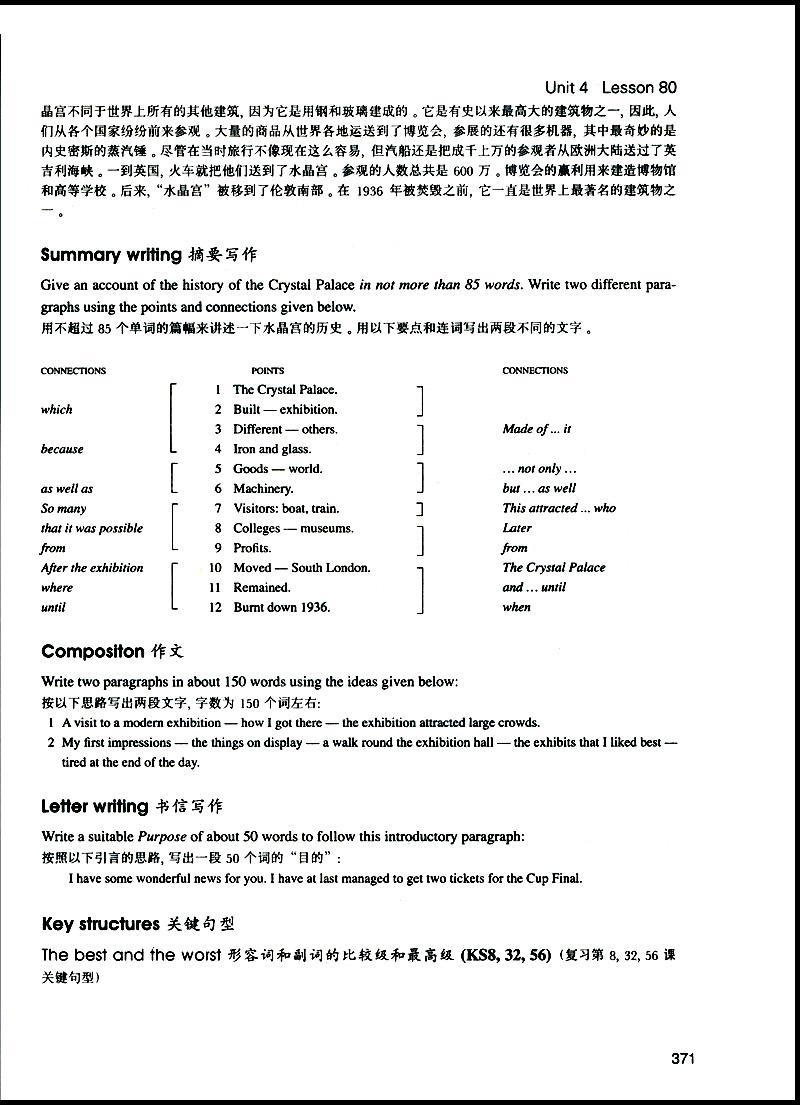 Unit 4 Lesson 80
晶宫不同于世界上所有的其他建筑, 因为它是用钢和玻璃建成的。它是有史以来最高大的建筑物之一, 因此, 人
们从各个国家纷纷前来参观。大量的商品从世界各地运送到了博览会, 参展的还有很多机器, 其中最奇妙的是
内史密斯的蒸汽锤。尽管在当时旅行不像现在这么容易, 但汽船还是把成千上万的参观者从欧洲大陆送过了英
吉利海峡。一到英国, 火车就把他们送到了水晶宫。参观的人数总共是 600 万。博览会的赢利用来建造博物馆
和高等学校。后来, “水晶宫” 被移到了伦敦南部。在 1936 年被焚毁之前, 它一直是世界上最著名的建筑物之
一。
Summary writing 摘要写作
Give an account of the history of the Crystal Palace in not more than 85 words. Write two different para-
graphs using the points and connections given below.
用不超过 85 个单词的篇幅来讲述一下水晶宫的历史。用以下要点和连词写出两段不同的文字。
CONNECTIONS POINTS CONNECTIONS
1 The Crystal Palace.
which 2 Built — exhibition.
3 Different — others. Made of ... it
because 4 Iron and glass.
5 Goods — world. ... not only ...
as well as 6 Machinery. but ... as well
So many 7 Visitors: boat, train. This attracted ... who
that it was possible 8 Colleges — museums. Later
from 9 Profits. from
After the exhibition 10 Moved — South London. The Crystal Palace
where 11 Remained. and ... until
until 12 Burnt down 1936. when
Compositon 作文
Write two paragraphs in about 150 words using the ideas given below:
按以下思路写出两段文字, 字数为 150 个词左右:
1 A visit to a modern exhibition — how I got there — the exhibition attracted large crowds.
2 My first impressions — the things on display — a walk round the exhibition hall — the exhibits that I liked best —
tired at the end of the day.
Letter writing 书信写作
Write a suitable Purpose of about 50 words to follow this introductory paragraph:
按照以下引言的思路, 写出一段 50 个词的 “目的”:
I have some wonderful news for you. I have at last managed to get two tickets for the Cup Final.
Key structures 关键句型
The best and the worst 形容词和副词的比较级和最高级 (KS8, 32, 56) (复习第 8, 32, 56 课
关键句型)
371